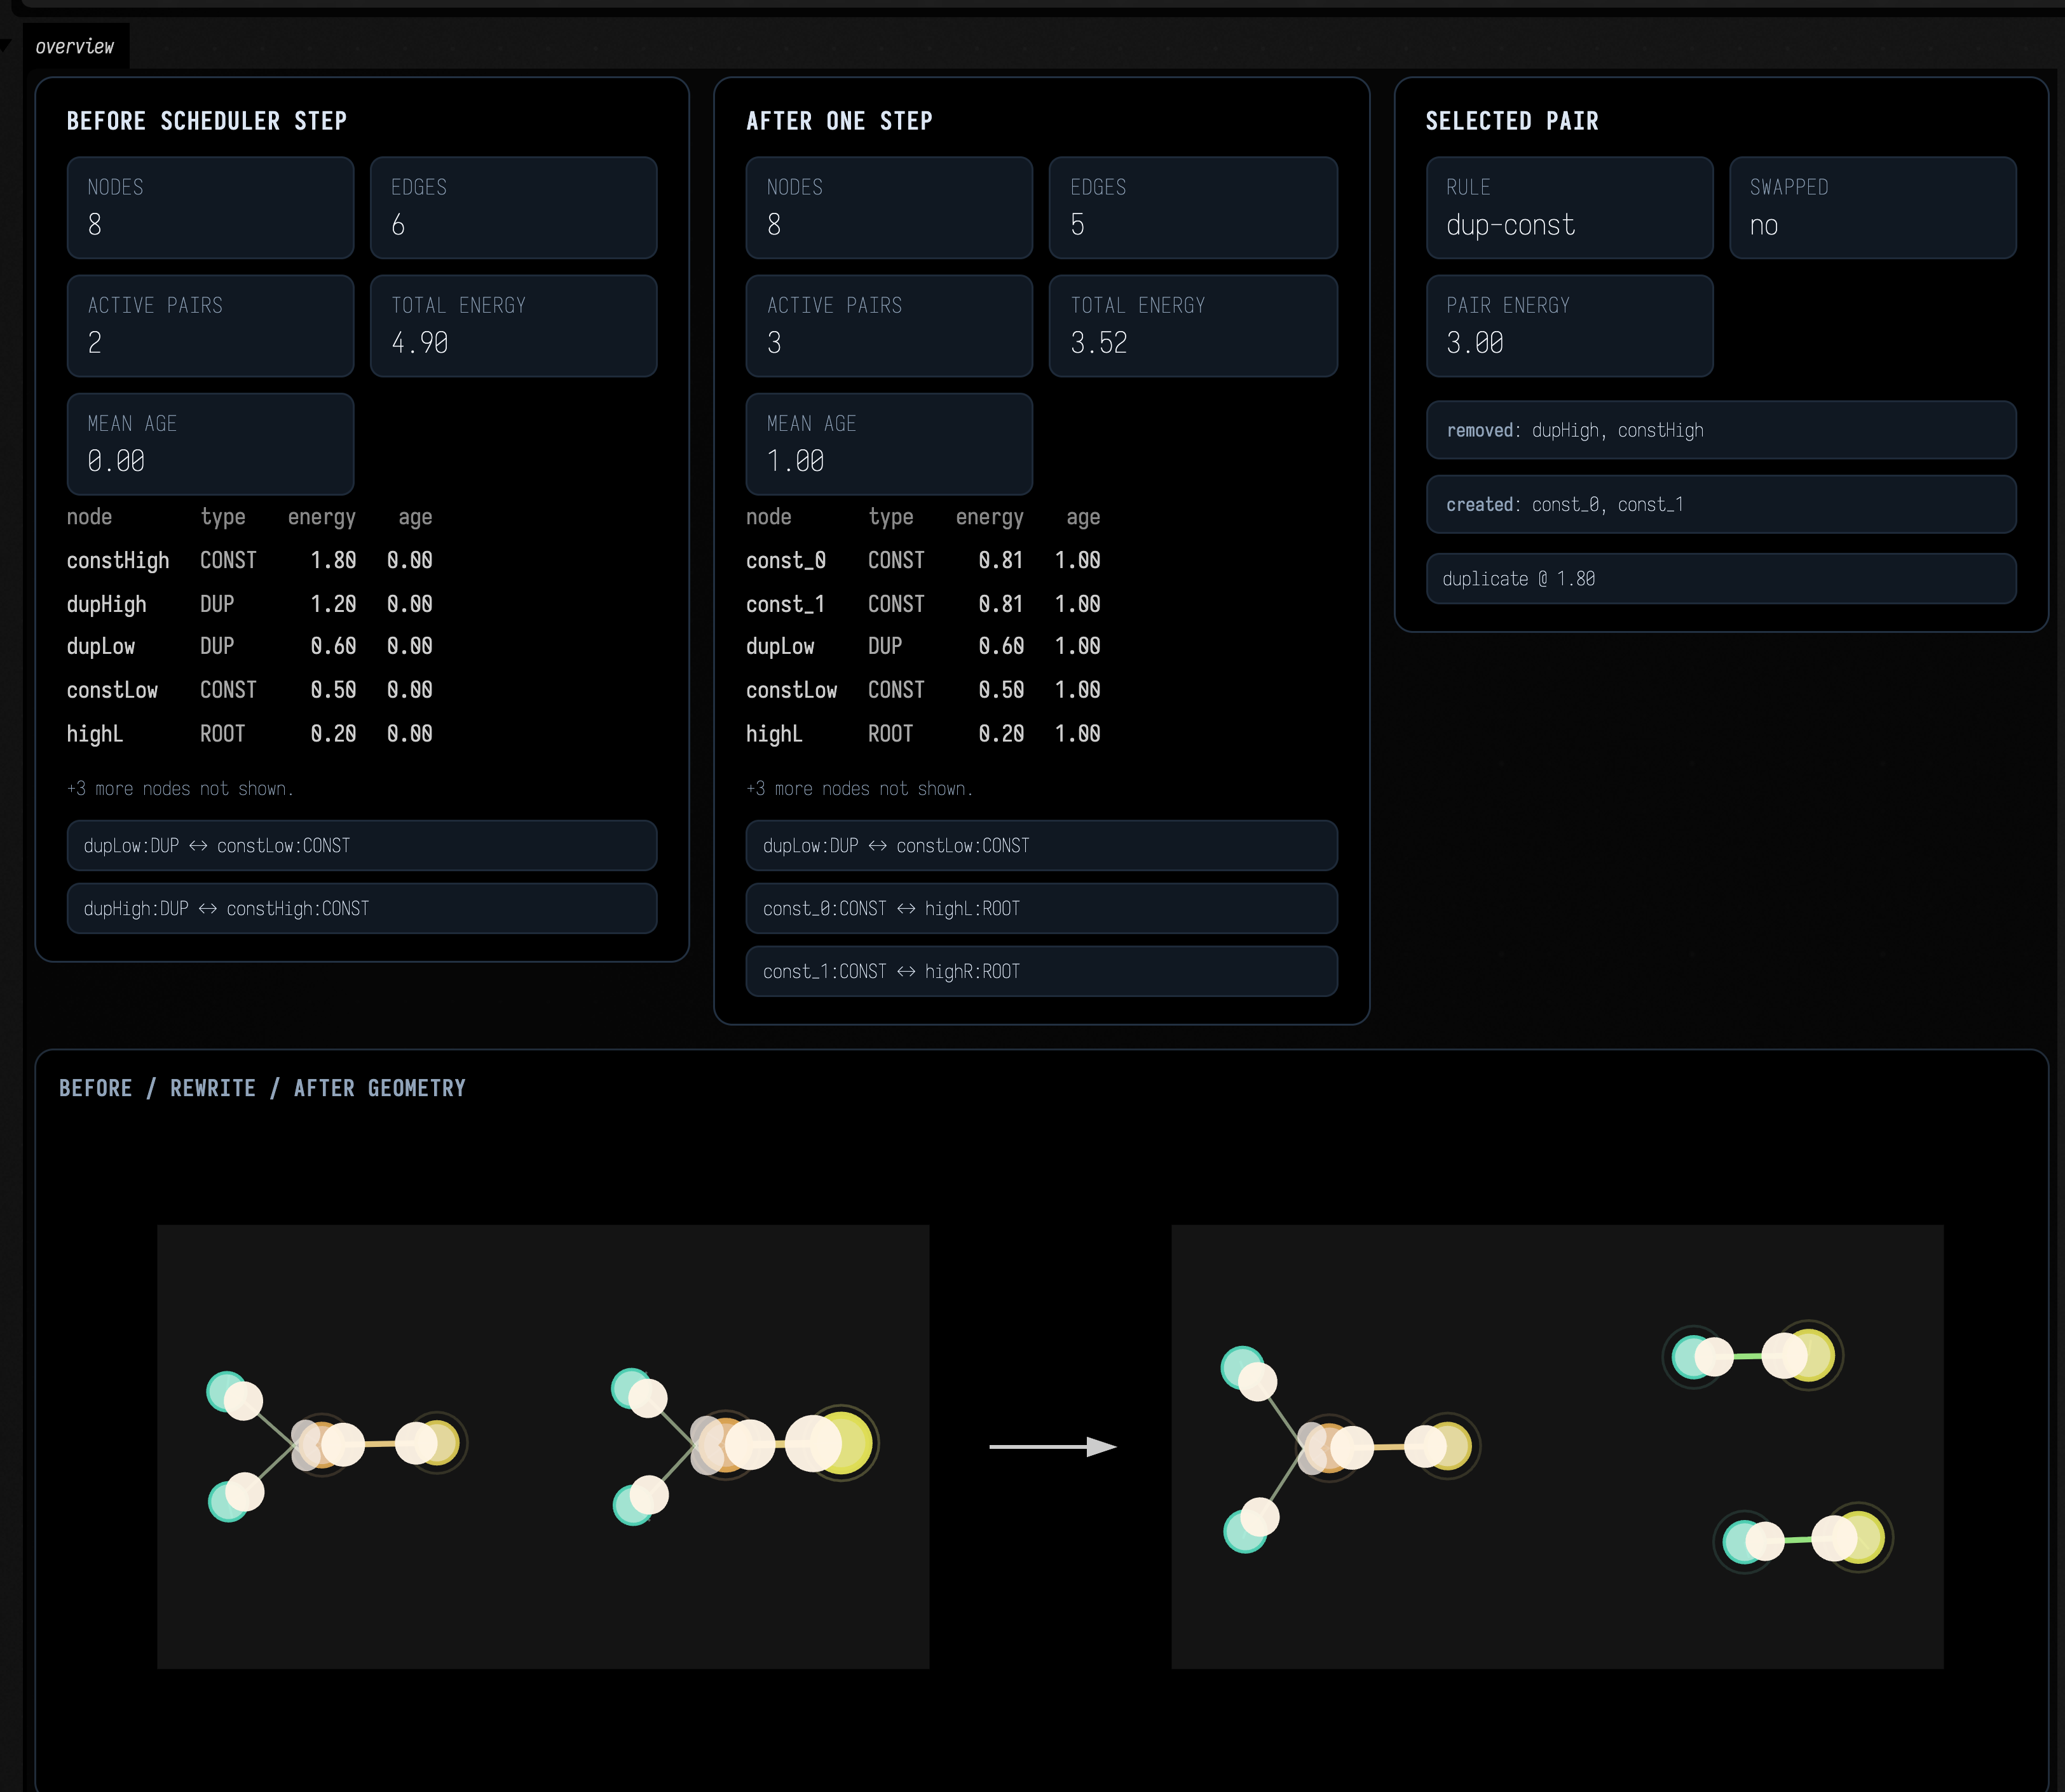 overview
BEFORE SCHEDULER STEP
NODES
8
EDGES
6
ACTIVE PAIRS
2
TOTAL ENERGY
4.90
MEAN AGE
0.00
node type energy age
constHigh CONST 1.80 0.00
dupHigh DUP 1.20 0.00
dupLow DUP 0.60 0.00
constLow CONST 0.50 0.00
highL ROOT 0.20 0.00
+3 more nodes not shown.
dupLow:DUP ↔ constLow:CONST
dupHigh:DUP ↔ constHigh:CONST
AFTER ONE STEP
NODES
8
EDGES
5
ACTIVE PAIRS
3
TOTAL ENERGY
3.52
MEAN AGE
1.00
node type energy age
const_0 CONST 0.81 1.00
const_1 CONST 0.81 1.00
dupLow DUP 0.60 1.00
constLow CONST 0.50 1.00
highL ROOT 0.20 1.00
+3 more nodes not shown.
dupLow:DUP ↔ constLow:CONST
const_0:CONST ↔ highL:ROOT
const_1:CONST ↔ highR:ROOT
SELECTED PAIR
RULE
dup-const
SWAPPED
no
PAIR ENERGY
3.00
removed: dupHigh, constHigh
created: const_0, const_1
duplicate @ 1.80
BEFORE / REWRITE / AFTER GEOMETRY